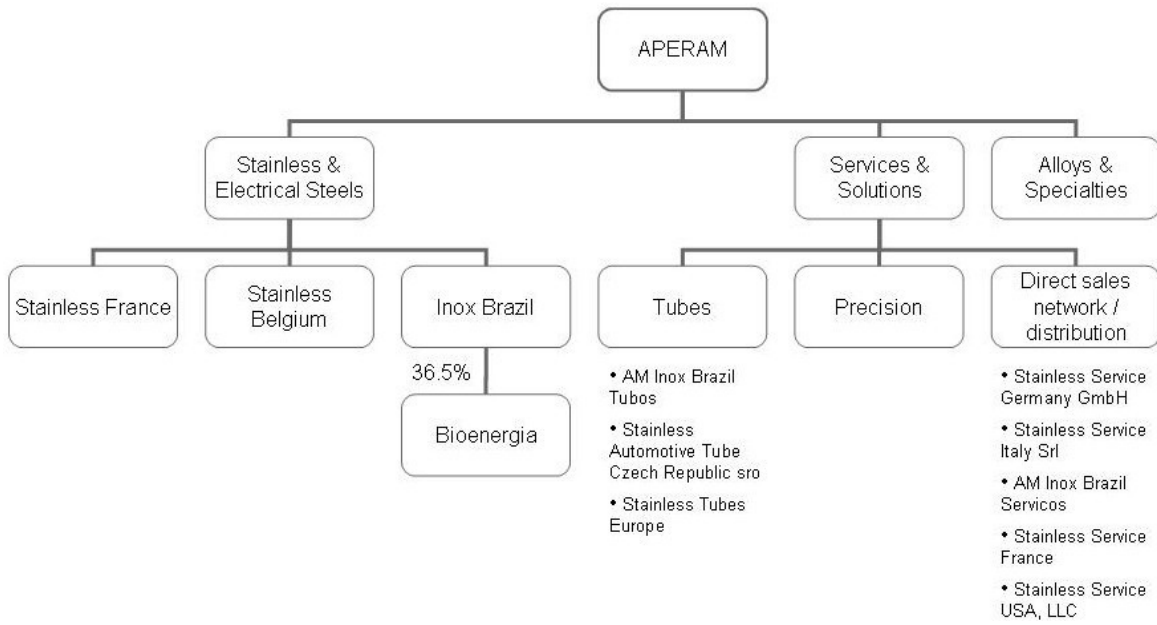 APERAM
Stainless &
Electrical Steels
Services &
Solutions
Alloys &
Specialties
Stainless France
Stainless
Belgium
Inox Brazil
Tubes
Precision
Direct sales
network /
distribution
36.5%
Bioenergia
• AM Inox Brazil
Tubos
• Stainless
Automotive Tube
Czech Republic sro
• Stainless Tubes
Europe
• Stainless Service
Germany GmbH
• Stainless Service
Italy Srl
• AM Inox Brazil
Servicos
• Stainless Service
France
• Stainless Service
USA, LLC